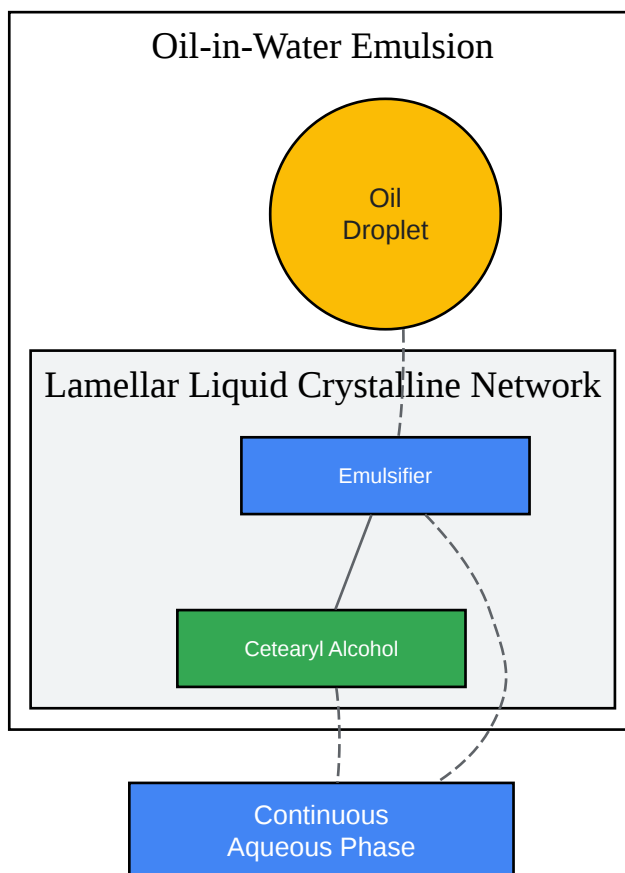 Oil-in-Water Emulsion
Oil
Droplet
Lamellar Liquid Crystalline Network
Emulsifier
Cetearyl Alcohol
Continuous
Aqueous Phase